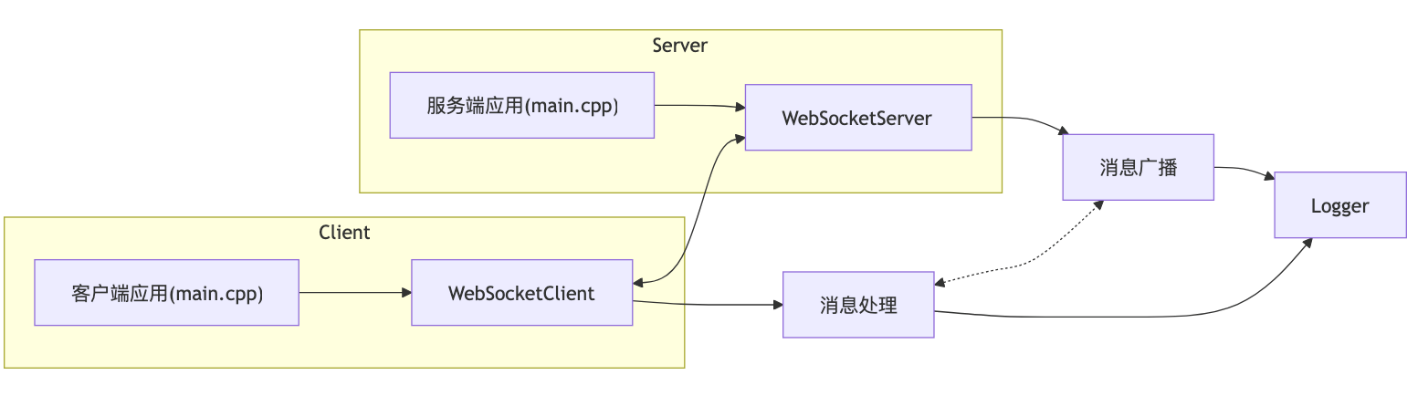 Server
服务端应用(main.cpp)
WebSocketServer
消息广播
Logger
Client
客户端应用(main.cpp)
WebSocketClient
消息处理